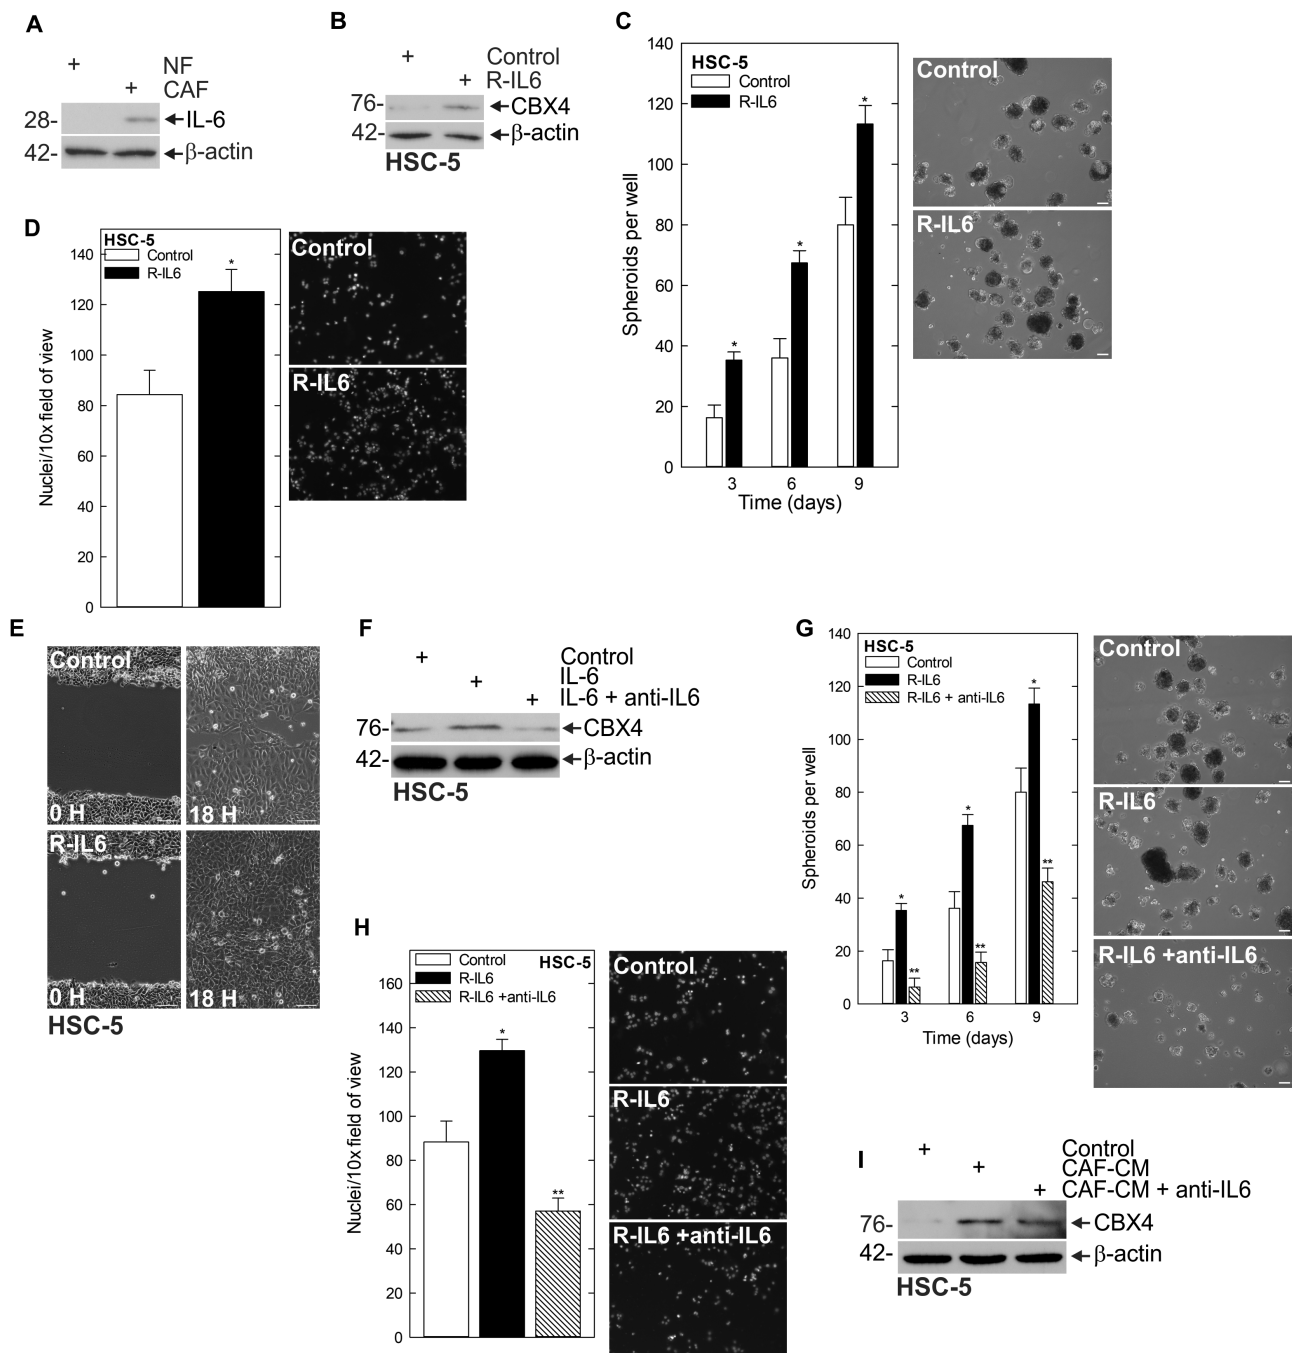 A
+ NF
+ CAF
28- IL-6
42- β-actin
B
+ Control
+ R-IL6
76- CBX4
42- β-actin
HSC-5
C
140
120
100
80
60
40
20
0
Spheroids per well
HSC-5
Control
R-IL6
*
*
*
3 6 9
Time (days)
Control
R-IL6
D
140
120
100
80
60
40
20
0
Nuclei/10x field of view
HSC-5
Control
R-IL6
*
Control
R-IL6
E
Control
0 H 18 H
R-IL6
0 H 18 H
HSC-5
F
+ Control
+ IL-6
+ IL-6 + anti-IL6
76- CBX4
42- β-actin
HSC-5
G
140
120
100
80
60
40
20
0
Spheroids per well
HSC-5
Control
R-IL6
R-IL6 + anti-IL6
* **
* **
* **
3 6 9
Time (days)
Control
R-IL6
R-IL6 +anti-IL6
H
160
140
120
100
80
60
40
20
0
Nuclei/10x field of view
Control HSC-5
R-IL6
R-IL6 +anti-IL6
*
**
Control
R-IL6
R-IL6 +anti-IL6
I
+ Control
+ CAF-CM
+ CAF-CM + anti-IL6
76- CBX4
42- β-actin
HSC-5